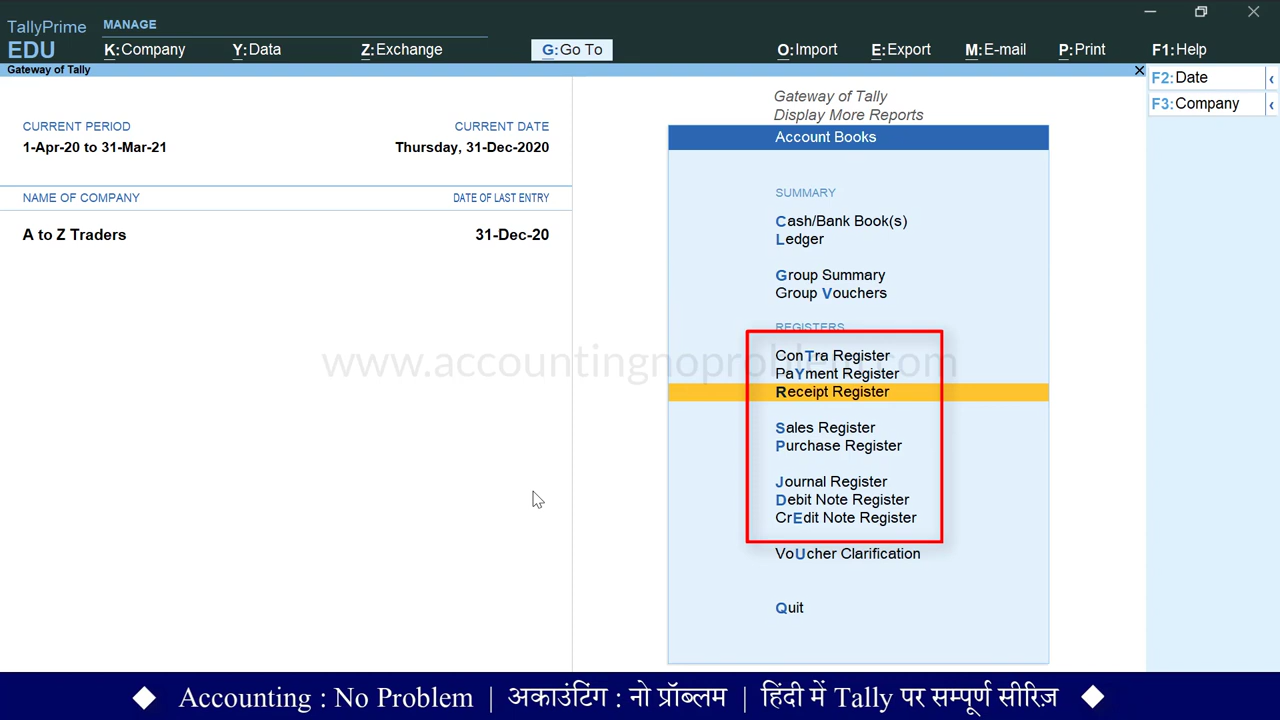 TallyPrime
EDU
MANAGE
K:Company Y:Data Z:Exchange G:Go To O:Import E:Export M:E-mail P:Print F1:Help
Gateway of Tally
F2:Date
F3:Company
CURRENT PERIOD CURRENT DATE
1-Apr-20 to 31-Mar-21 Thursday, 31-Dec-2020
NAME OF COMPANY DATE OF LAST ENTRY
A to Z Traders 31-Dec-20
Gateway of Tally
Display More Reports
Account Books
SUMMARY
Cash/Bank Book(s)
Ledger
Group Summary
Group Vouchers
REGISTERS
ConTra Register
PaYment Register
Receipt Register
Sales Register
Purchase Register
Journal Register
Debit Note Register
CrEdit Note Register
VoUcher Clarification
Quit
www.accountingnoproblem.com
Accounting : No Problem | अकाउंटिंग : नो प्रॉब्लम | हिंदी में Tally पर सम्पूर्ण सीरिज़